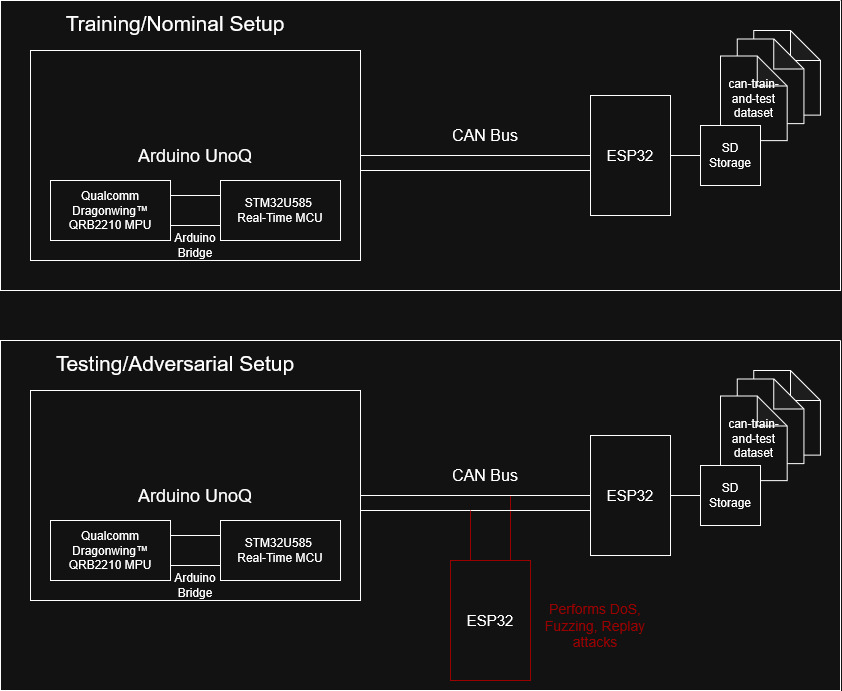 Training/Nominal Setup
can-train-
and-test
dataset
CAN Bus
Arduino UnoQ
ESP32
SD
Storage
Qualcomm
Dragonwing™
QRB2210 MPU
STM32U585
Real-Time MCU
Arduino
Bridge
Testing/Adversarial Setup
can-train-
and-test
dataset
CAN Bus
Arduino UnoQ
ESP32
SD
Storage
Qualcomm
Dragonwing™
QRB2210 MPU
STM32U585
Real-Time MCU
Arduino
Bridge
ESP32
Performs DoS,
Fuzzing, Replay
attacks